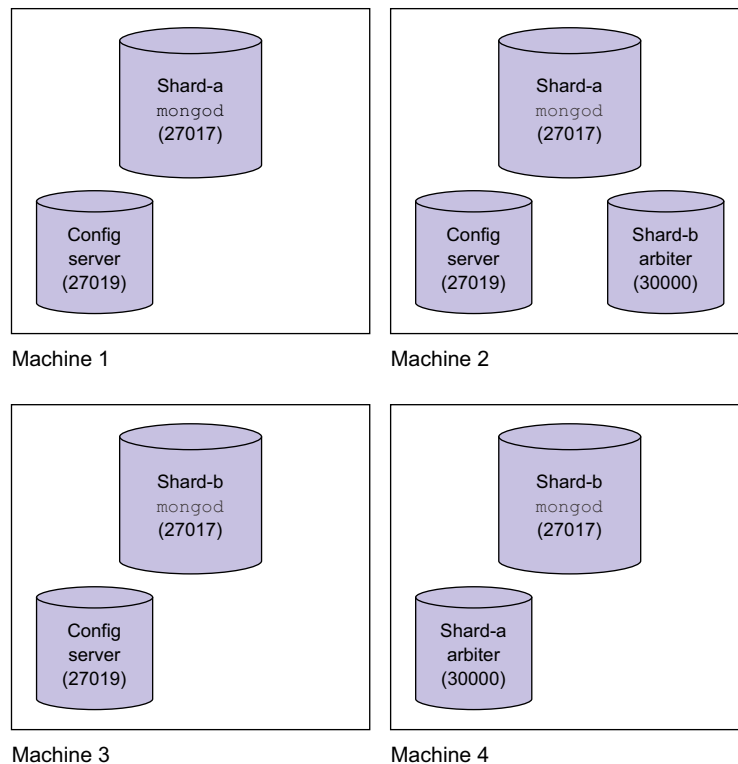 Shard-a
mongod
(27017)
Config
server
(27019)
Machine 1
Shard-a
mongod
(27017)
Config
server
(27019)
Shard-b
arbiter
(30000)
Machine 2
Shard-b
mongod
(27017)
Config
server
(27019)
Machine 3
Shard-b
mongod
(27017)
Shard-a
arbiter
(30000)
Machine 4